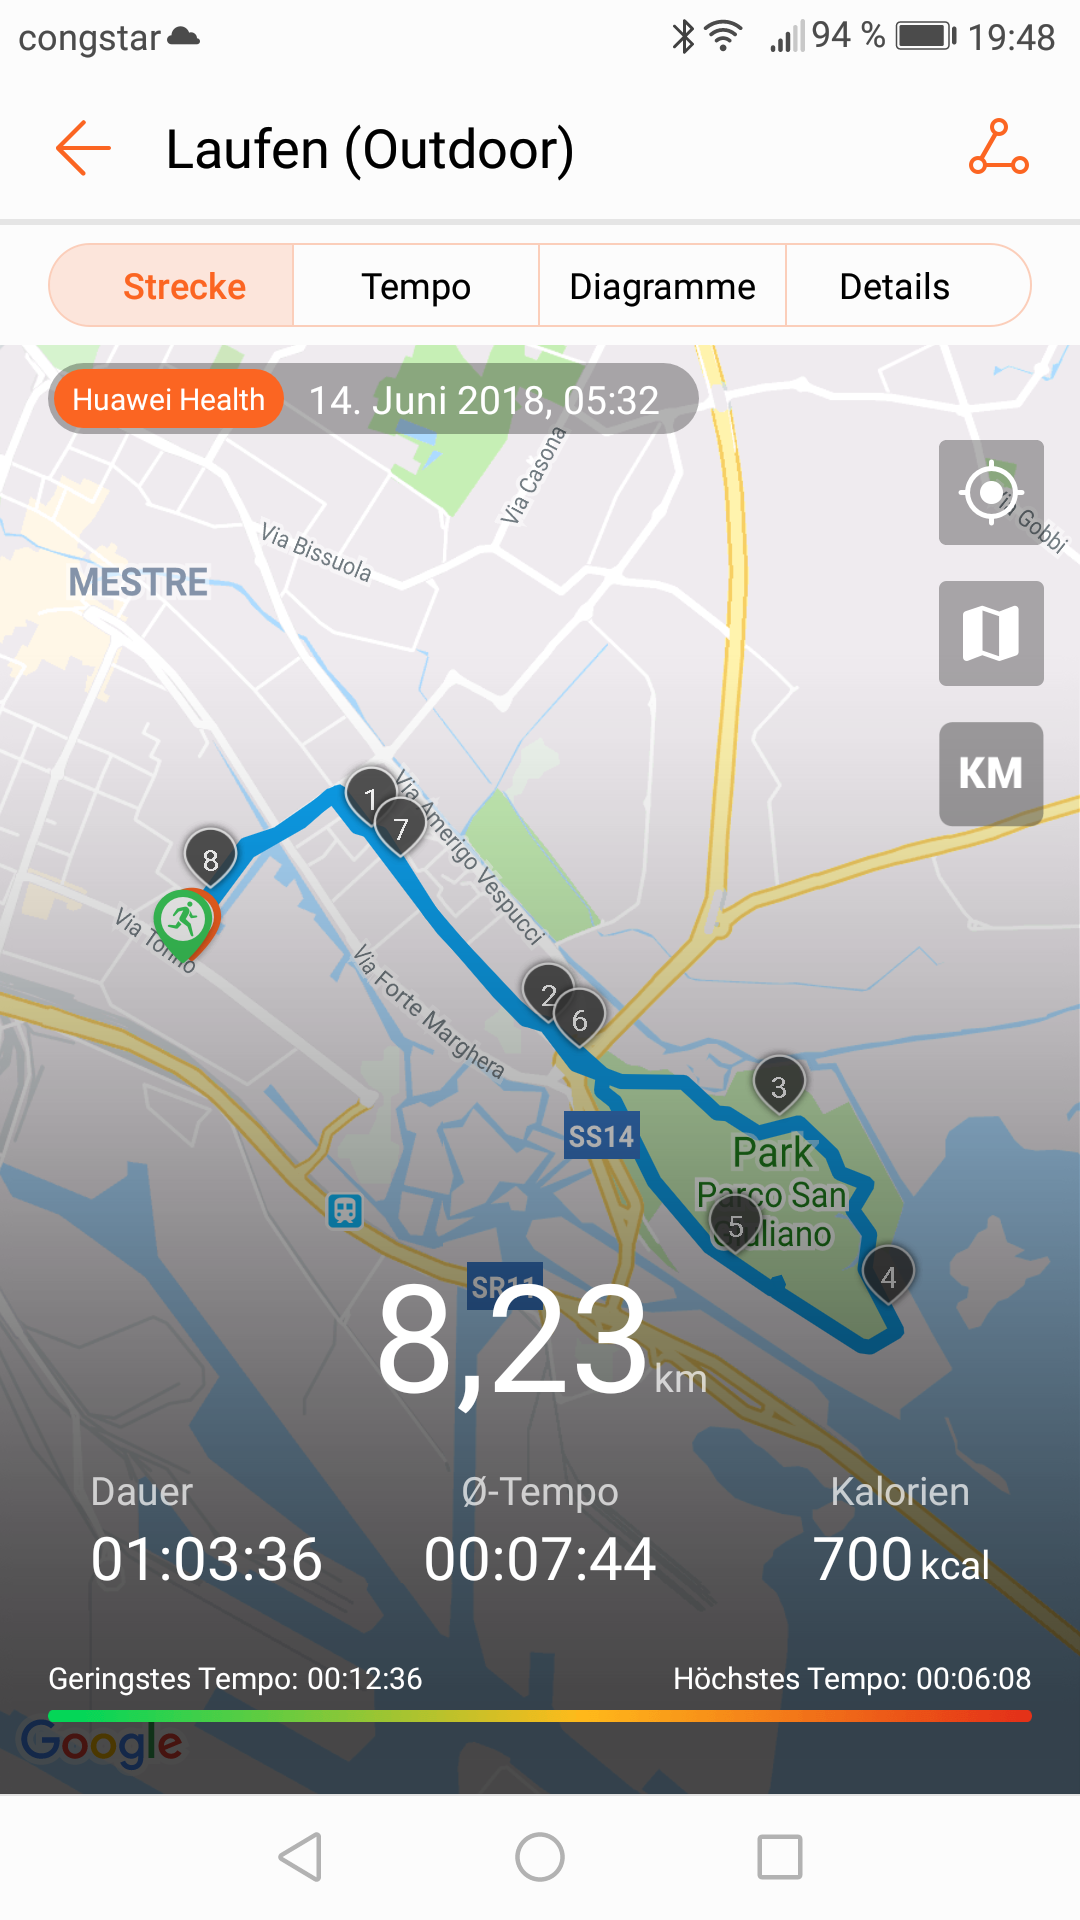 congstar 94 % 19:48
Laufen (Outdoor)
Strecke Tempo Diagramme Details
Huawei Health 14. Juni 2018, 05:32
Via Casona
Via Bissuola
Gobbi
MESTRE
KM
1
Via Amerigo Vespucci
7
8
Via Torino
Via Forte Marghera
2
6
3
SS14
Park
Parco San
Giuliano
5
4
SR11
8,23 km
Dauer Ø-Tempo Kalorien
01:03:36 00:07:44 700 kcal
Geringstes Tempo: 00:12:36 Höchstes Tempo: 00:06:08
Google